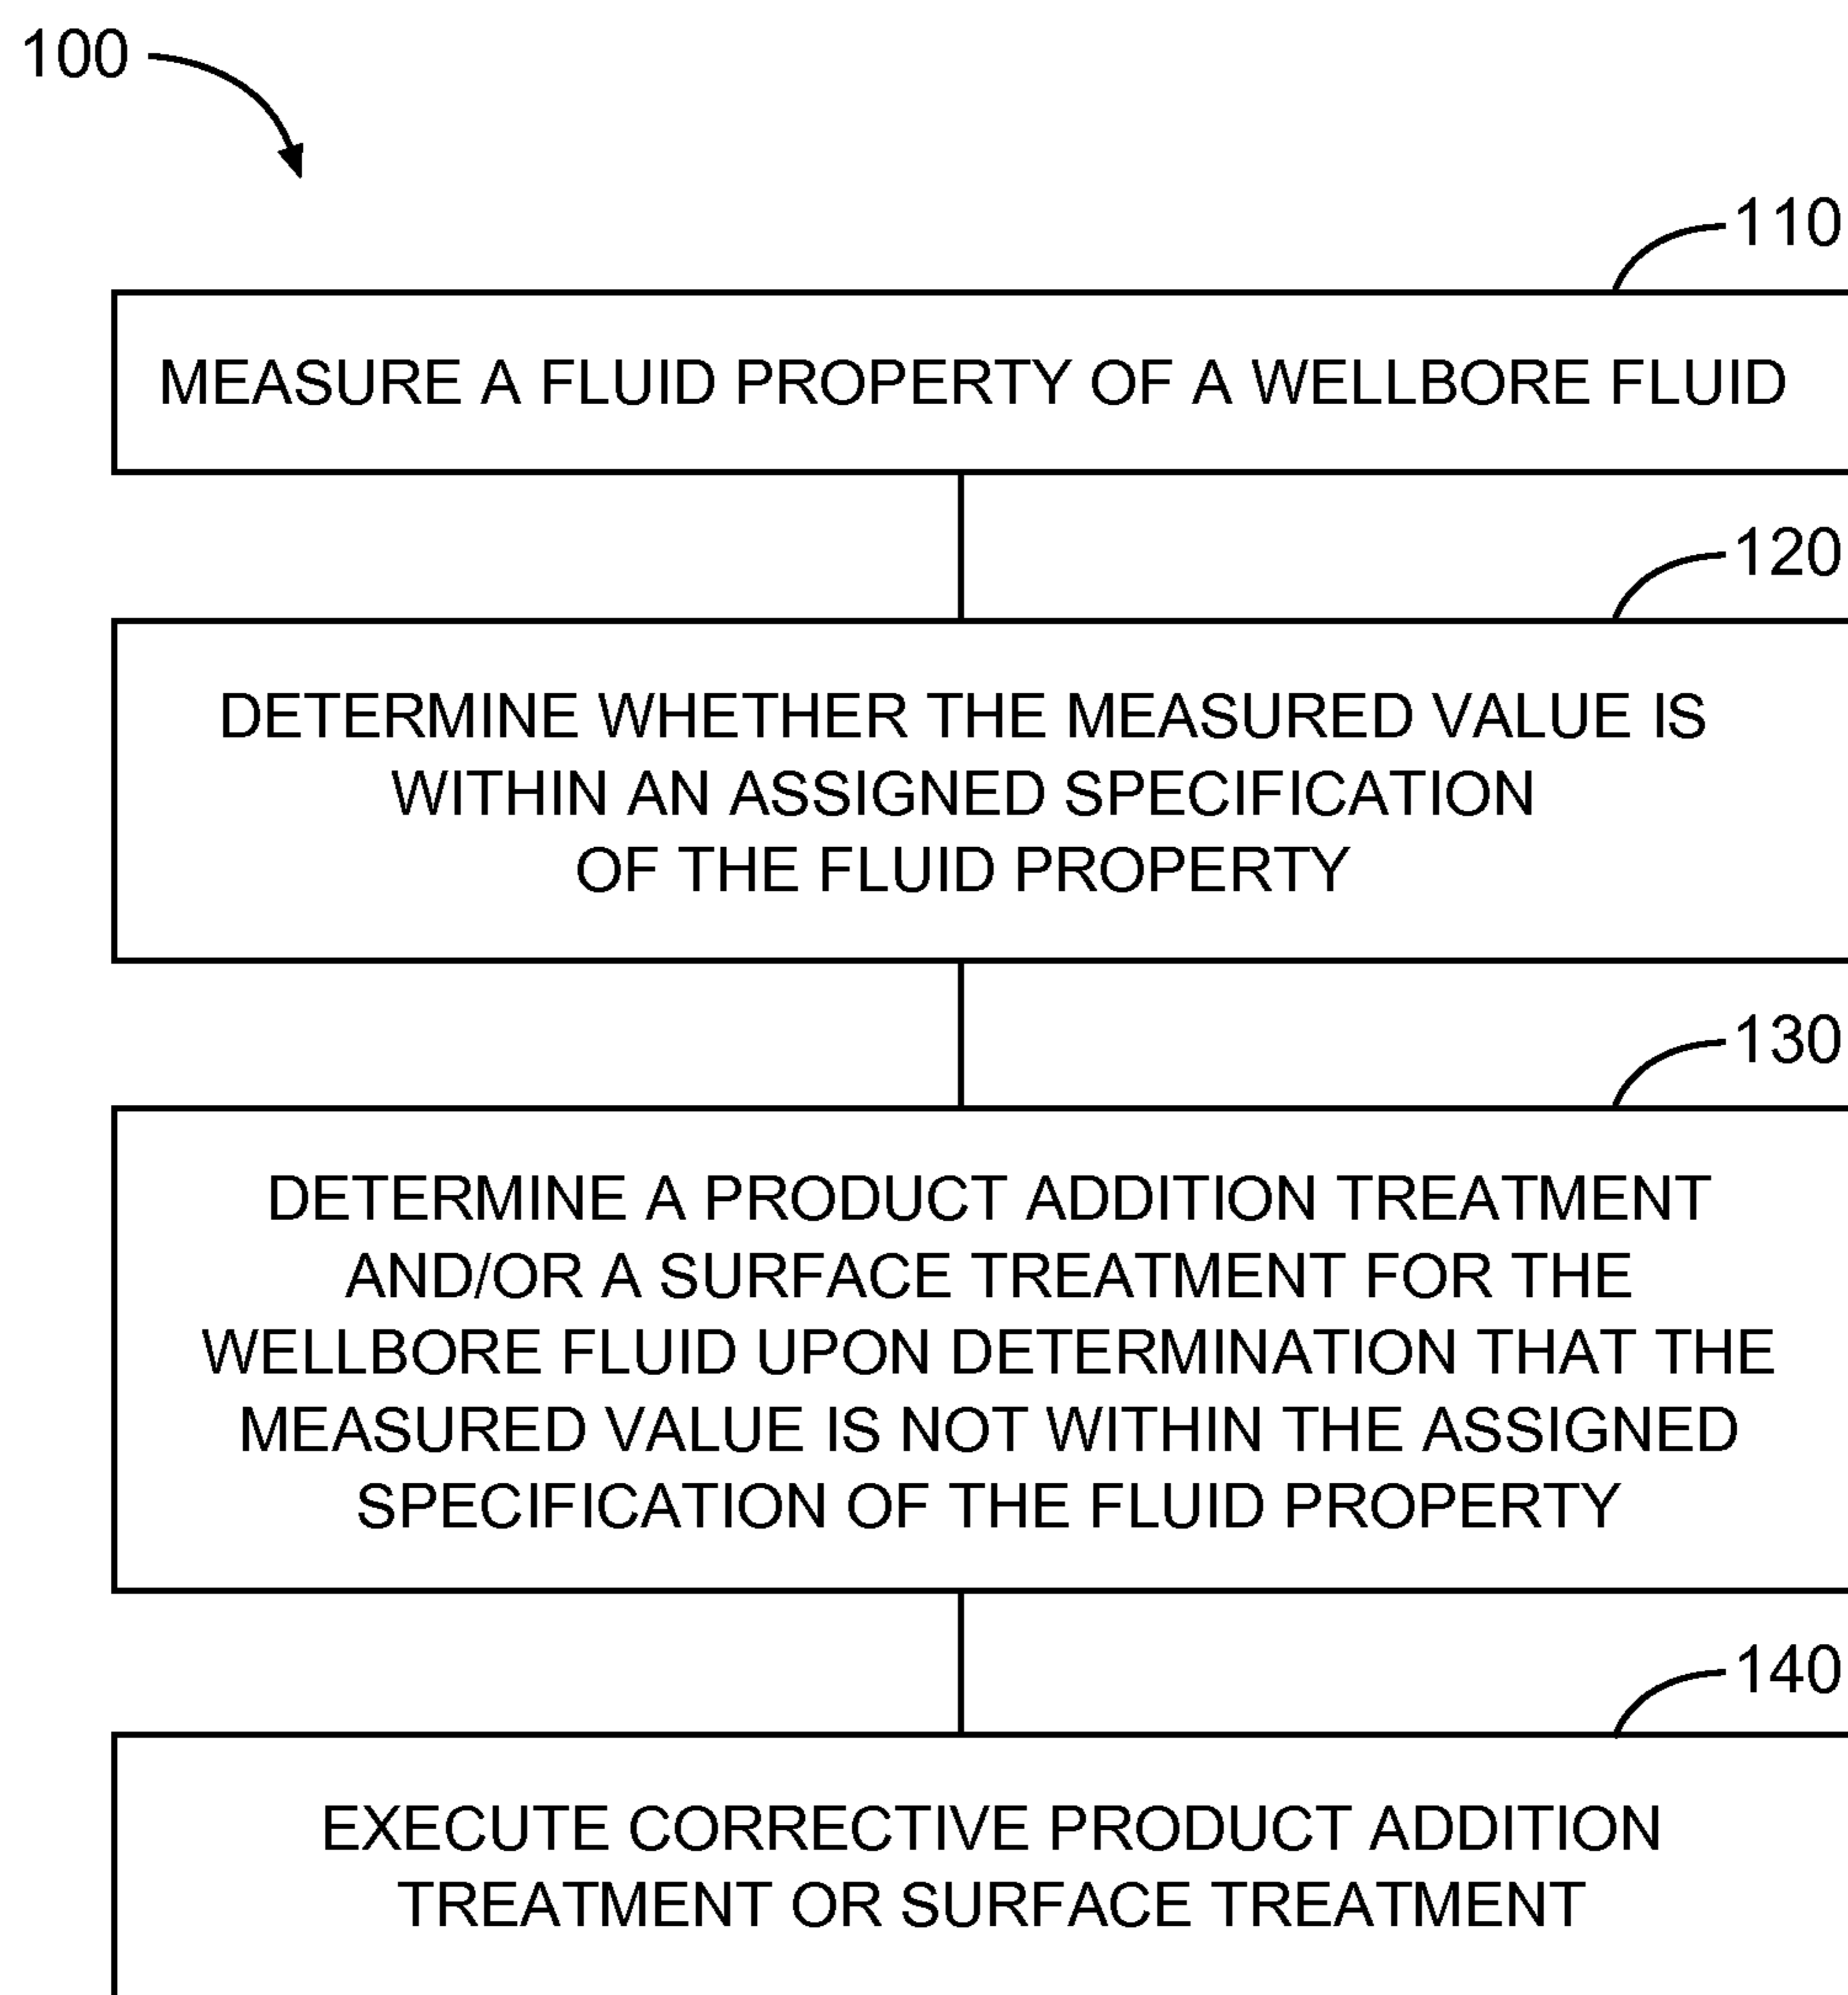 100
110
MEASURE A FLUID PROPERTY OF A WELLBORE FLUID
120
DETERMINE WHETHER THE MEASURED VALUE IS
WITHIN AN ASSIGNED SPECIFICATION
OF THE FLUID PROPERTY
130
DETERMINE A PRODUCT ADDITION TREATMENT
AND/OR A SURFACE TREATMENT FOR THE
WELLBORE FLUID UPON DETERMINATION THAT THE
MEASURED VALUE IS NOT WITHIN THE ASSIGNED
SPECIFICATION OF THE FLUID PROPERTY
140
EXECUTE CORRECTIVE PRODUCT ADDITION
TREATMENT OR SURFACE TREATMENT